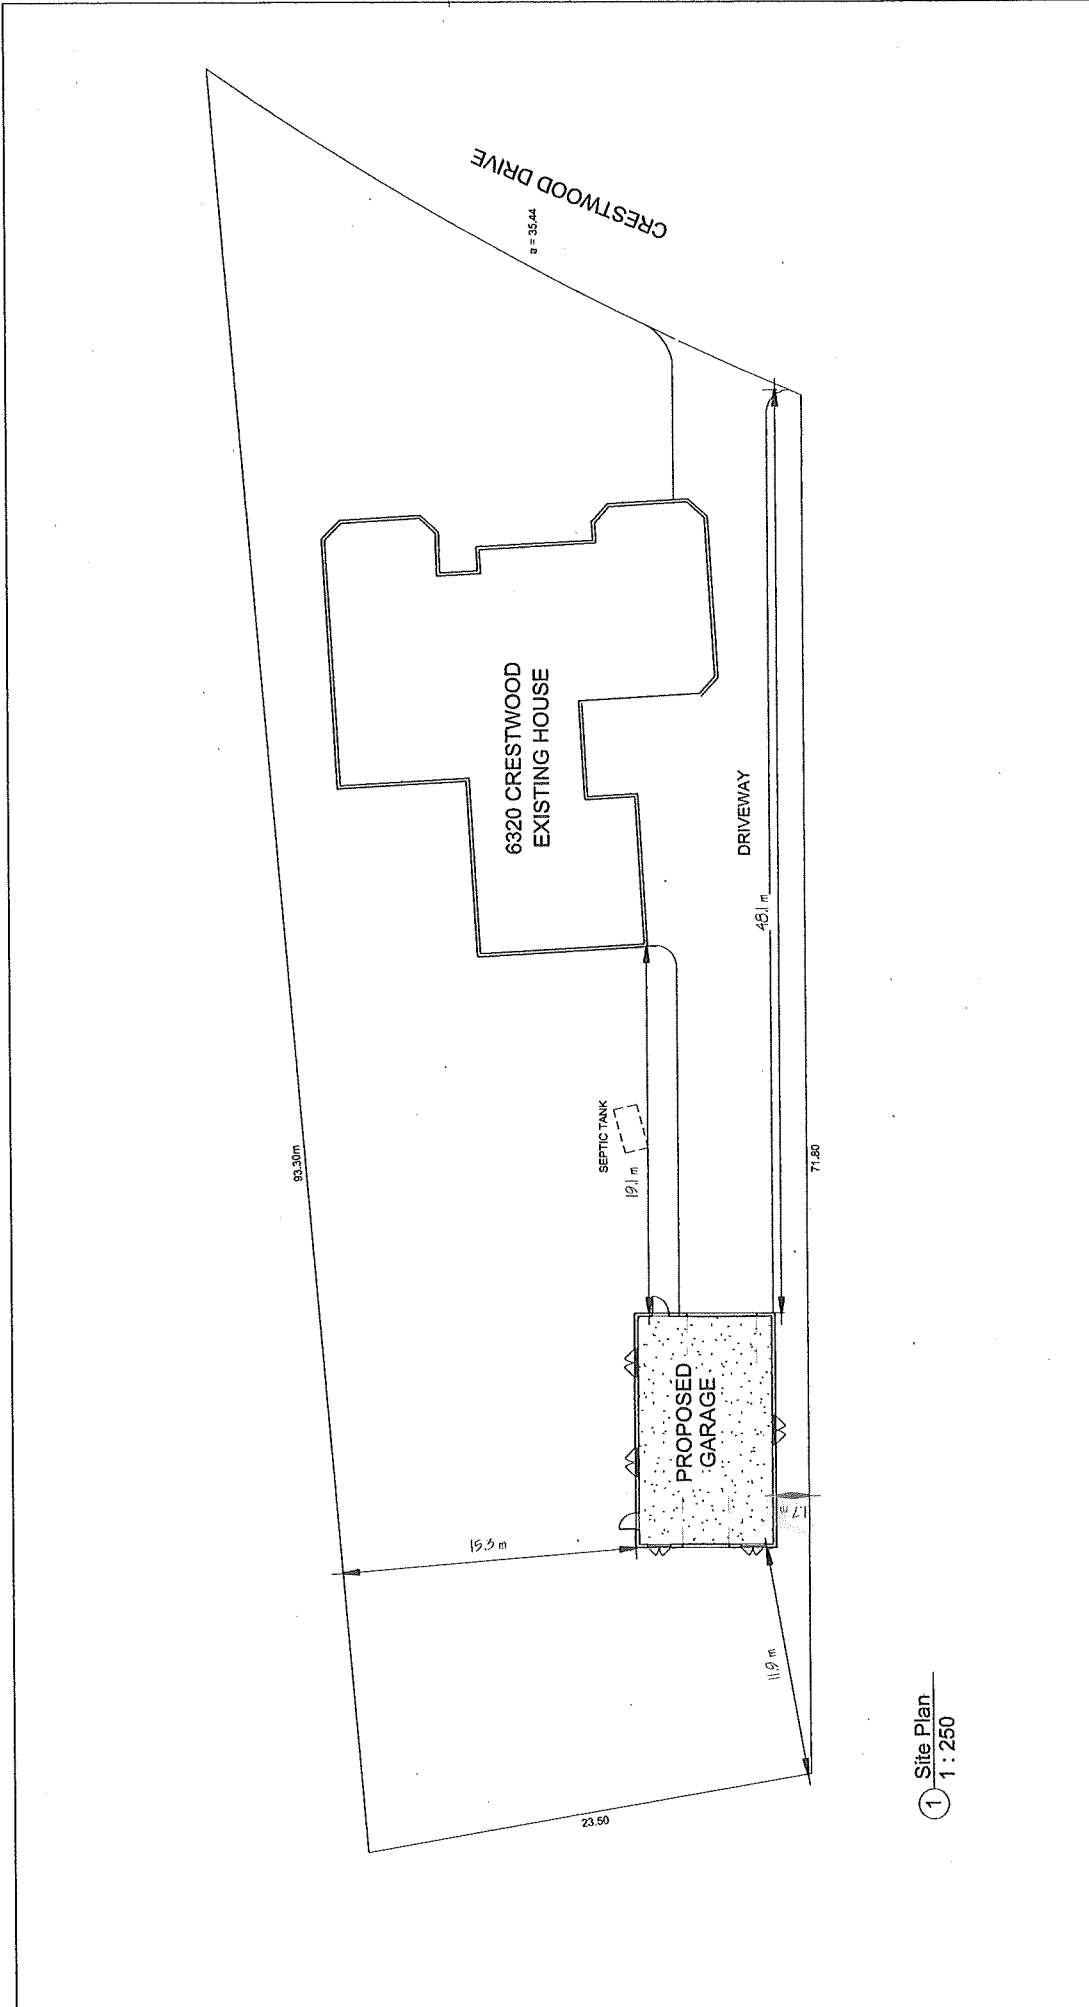 CRESTWOOD DRIVE
a = 35.44
6320 CRESTWOOD
EXISTING HOUSE
DRIVEWAY
48.1 m
SEPTIC TANK
19.1 m
93.30m
71.80
PROPOSED
GARAGE
1.7 m
15.3 m
11.9 m
23.50
1
Site Plan
1 : 250